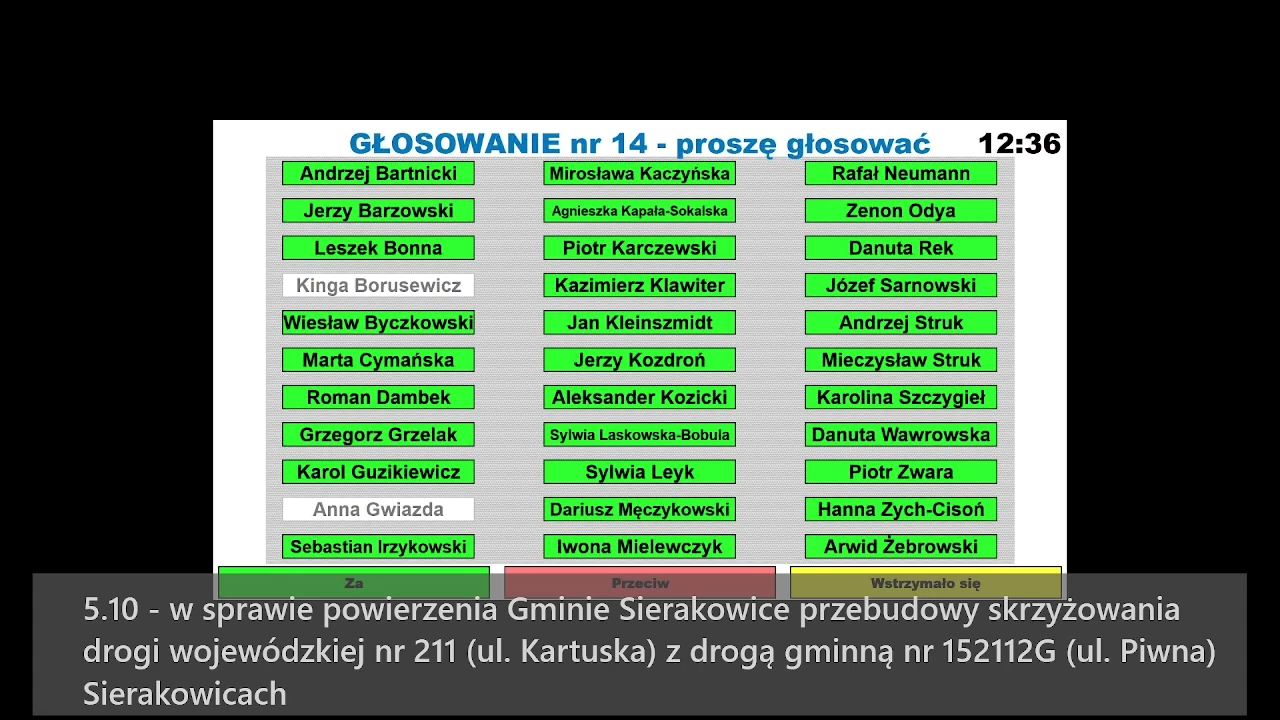 GŁOSOWANIE nr 14 - proszę głosować 12:36
Andrzej Bartnicki Mirosława Kaczyńska Rafał Neumann
Jerzy Barzowski Agnieszka Kapała-Sokalska Zenon Odya
Leszek Bonna Piotr Karczewski Danuta Rek
Kinga Borusewicz Kazimierz Klawiter Józef Sarnowski
Wiesław Byczkowski Jan Kleinszmidt Andrzej Struk
Marta Cymańska Jerzy Kozdroń Mieczysław Struk
Roman Dambek Aleksander Kozicki Karolina Szczygieł
Grzegorz Grzelak Sylwia Laskowska-Bobula Danuta Wawrowska
Karol Guzikiewicz Sylwia Leyk Piotr Zwara
Anna Gwiazda Dariusz Męczykowski Hanna Zych-Cisoń
Sebastian Irzykowski Iwona Mielewczyk Arwid Żebrowski
Za Przeciw Wstrzymało się
5.10 - w sprawie powierzenia Gminie Sierakowice przebudowy skrzyżowania
drogi wojewódzkiej nr 211 (ul. Kartuska) z drogą gminną nr 152112G (ul. Piwna)
Sierakowicach